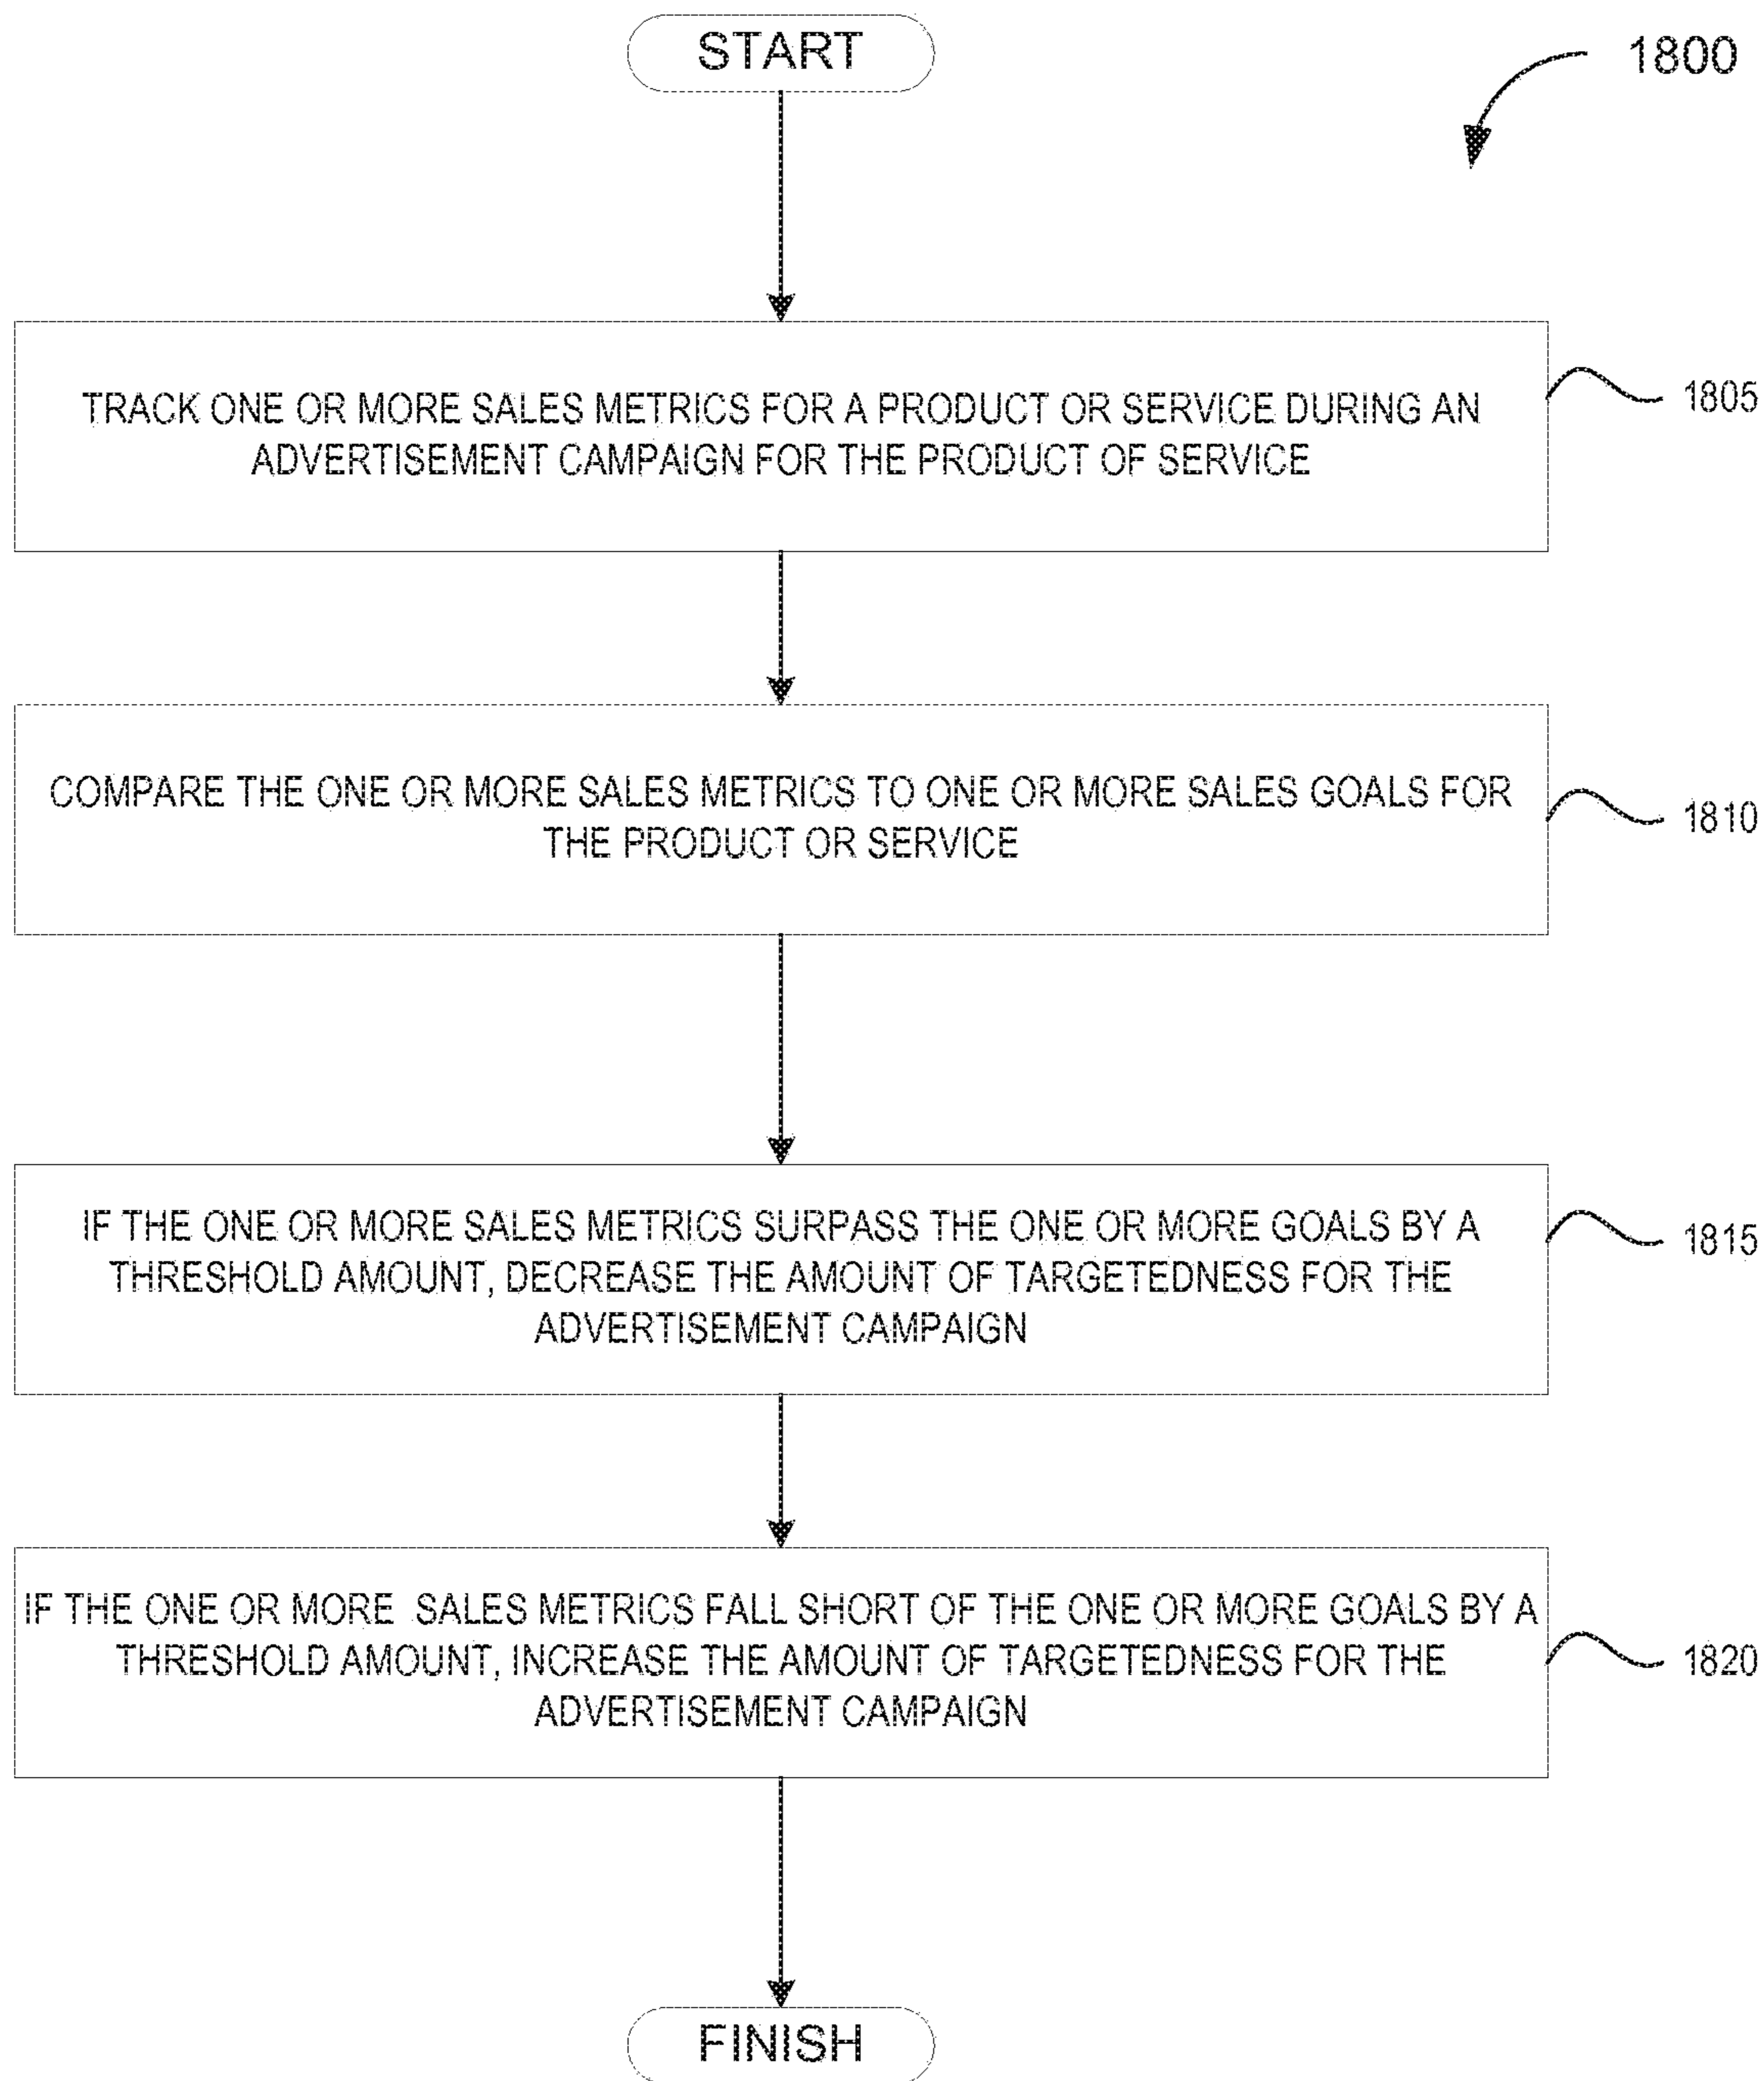 START
1800
TRACK ONE OR MORE SALES METRICS FOR A PRODUCT OR SERVICE DURING AN
ADVERTISEMENT CAMPAIGN FOR THE PRODUCT OF SERVICE
1805
COMPARE THE ONE OR MORE SALES METRICS TO ONE OR MORE SALES GOALS FOR
THE PRODUCT OR SERVICE
1810
IF THE ONE OR MORE SALES METRICS SURPASS THE ONE OR MORE GOALS BY A
THRESHOLD AMOUNT, DECREASE THE AMOUNT OF TARGETEDNESS FOR THE
ADVERTISEMENT CAMPAIGN
1815
IF THE ONE OR MORE SALES METRICS FALL SHORT OF THE ONE OR MORE GOALS BY A
THRESHOLD AMOUNT, INCREASE THE AMOUNT OF TARGETEDNESS FOR THE
ADVERTISEMENT CAMPAIGN
1820
FINISH